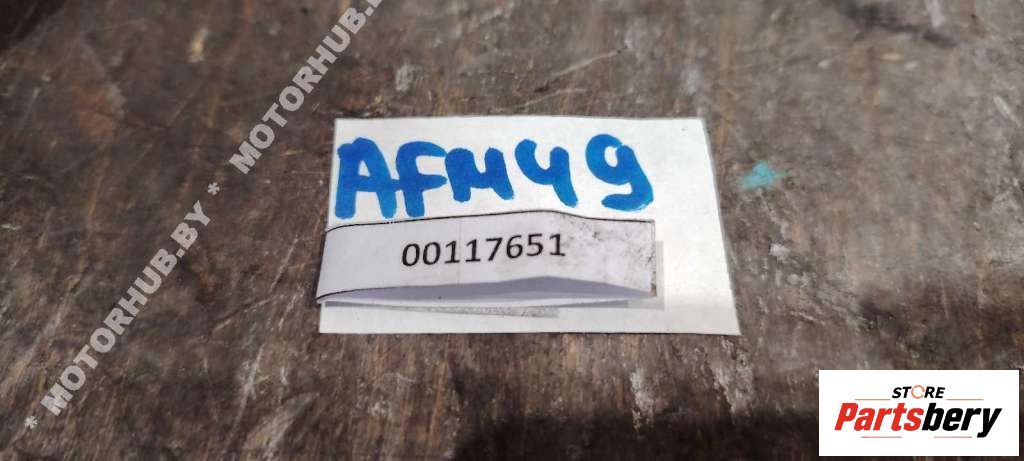 * MOTORHUB.BY * MOTORHUB.BY
AFM49
00117651
STORE
Partsbery